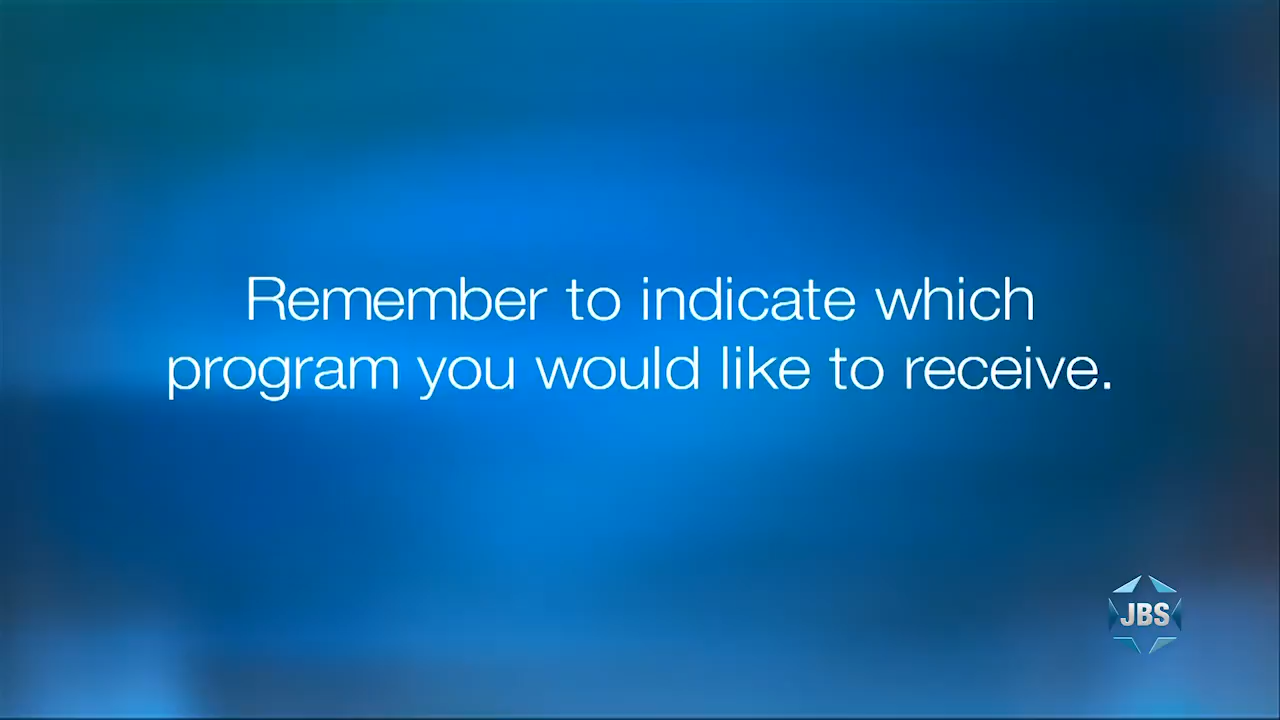 Remember to indicate which
program you would like to receive.
JBS